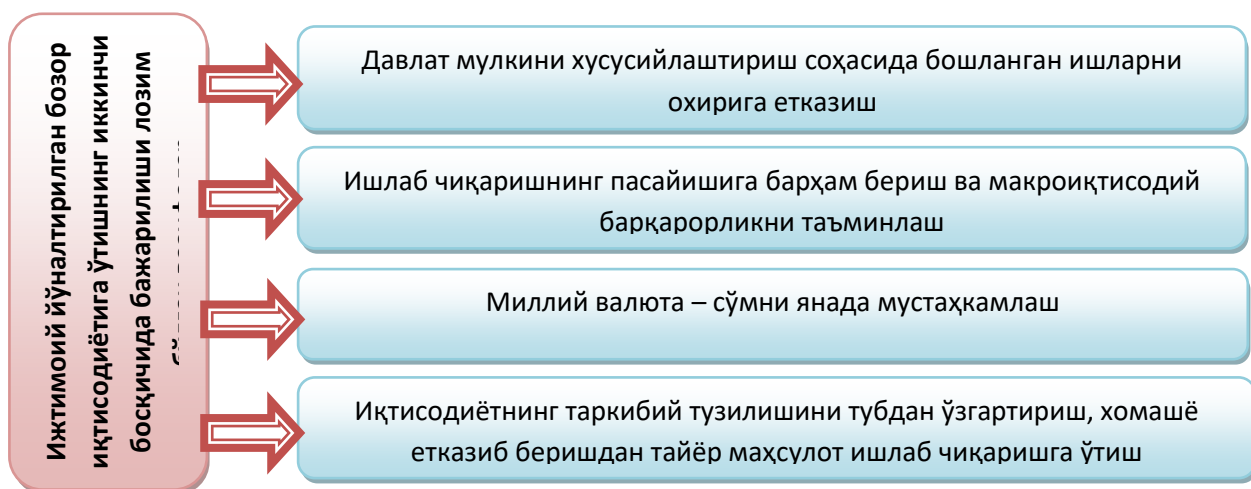 Ижтимоий йўналтирилган бозор
иқтисодиётига ўтишнинг иккинчи
босқичида бажарилиши лозим
Давлат мулкини хусусийлаштириш соҳасида бошланган ишларни
охирига етказиш
Ишлаб чиқаришнинг пасайишига барҳам бериш ва макроиқтисодий
барқарорликни таъминлаш
Миллий валюта – сўмни янада мустаҳкамлаш
Иқтисодиётнинг таркибий тузилишини тубдан ўзгартириш, хомашё
етказиб беришдан тайёр маҳсулот ишлаб чиқаришга ўтиш